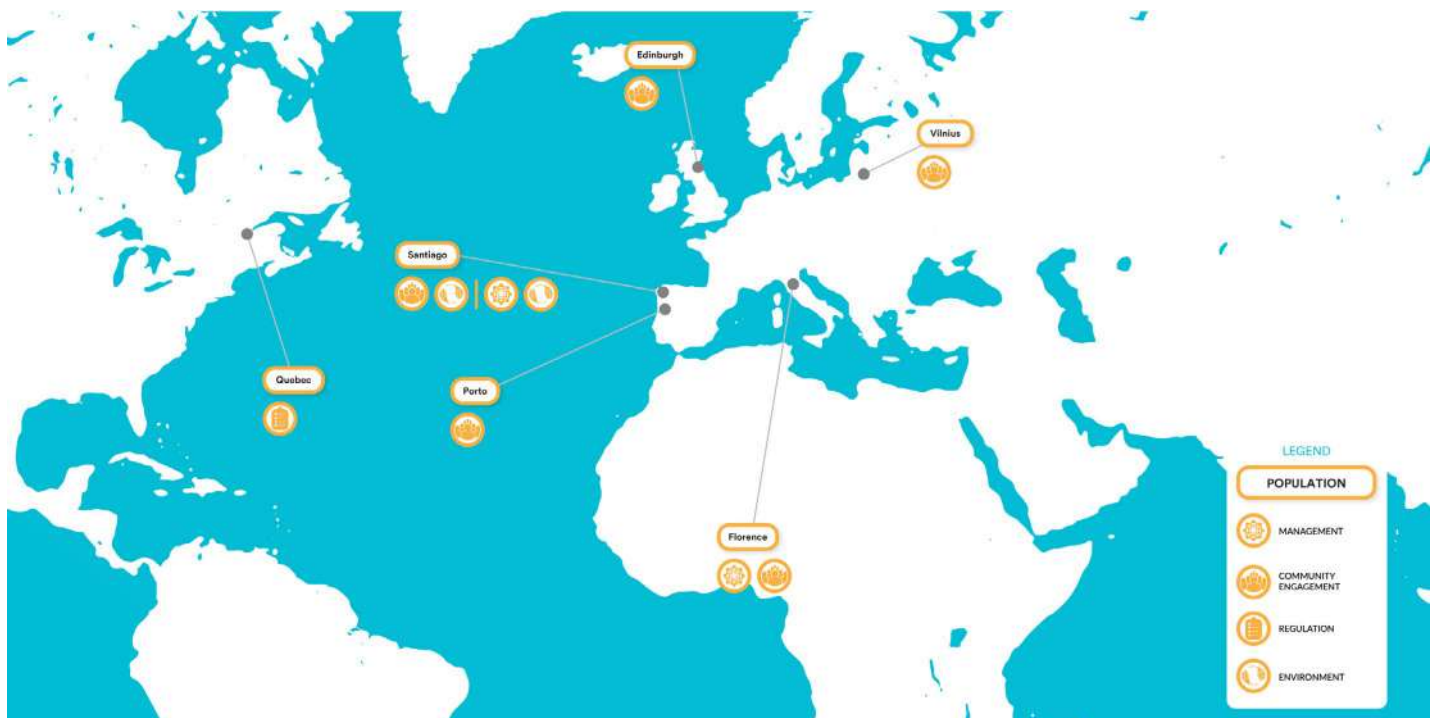 Edinburgh
Vilnius
Santiago
Quebec
Porto
Florence
LEGEND
POPULATION
MANAGEMENT
COMMUNITY
ENGAGEMENT
REGULATION
ENVIRONMENT